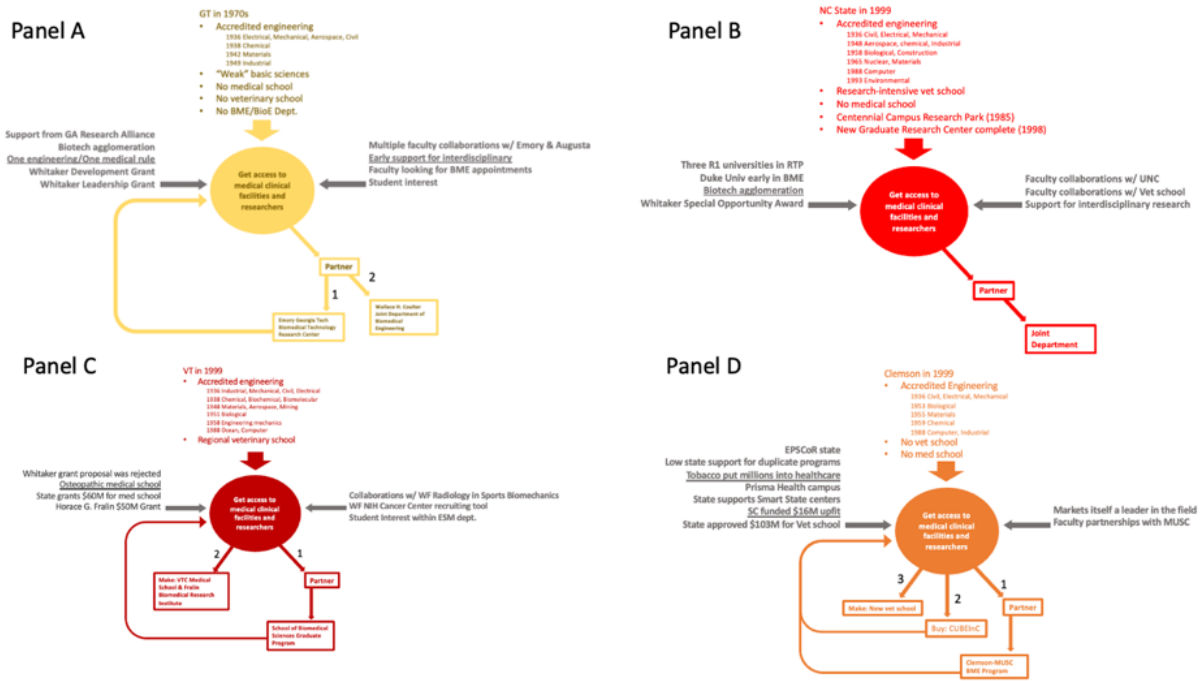 Panel A
GT in 1970s
• Accredited engineering
1936 Electrical, Mechanical, Aerospace, Civil
1938 Chemical
1942 Materials
1949 Industrial
• "Weak" basic sciences
• No medical school
• No veterinary school
• No BME/BioE Dept.
Support from GA Research Alliance
Biotech agglomeration
One engineering/One medical rule
Whitaker Development Grant
Whitaker Leadership Grant
Get access to
medical clinical
facilities and
researchers
Multiple faculty collaborations w/ Emory & Augusta
Early support for interdisciplinary
Faculty looking for BME appointments
Student interest
Partner
1
2
Emory Georgia Tech
Biomedical Technology
Research Center
Wallace H. Coulter
Joint Department of
Biomedical
Engineering
Panel B
NC State in 1999
• Accredited engineering
1936 Civil, Electrical, Mechanical
1948 Aerospace, chemical, Industrial
1958 Biological, Construction
1965 Nuclear, Materials
1988 Computer
1993 Environmental
• Research-intensive vet school
• No medical school
• Centennial Campus Research Park (1985)
• New Graduate Research Center complete (1998)
Three R1 universities in RTP
Duke Univ early in BME
Biotech agglomeration
Whitaker Special Opportunity Award
Get access to
medical clinical
facilities and
researchers
Faculty collaborations w/ UNC
Faculty collaborations w/ Vet school
Support for interdisciplinary research
Partner
Joint
Department
Panel C
VT in 1999
• Accredited engineering
1936 Industrial, Mechanical, Civil, Electrical
1938 Chemical, Biochemical, Biomolecular
1948 Materials, Aerospace, Mining
1951 Biological
1958 Engineering mechanics
1988 Ocean, Computer
• Regional veterinary school
Whitaker grant proposal was rejected
Osteopathic medical school
State grants $60M for med school
Horace G. Fralin $50M Grant
Get access to
medical clinical
facilities and
researchers
Collaborations w/ WF Radiology in Sports Biomechanics
WF NIH Cancer Center recruiting tool
Student Interest within ESM dept.
2
1
Make: VTC Medical
School & Fralin
Biomedical Research
Institute
Partner
School of Biomedical
Sciences Graduate
Program
Panel D
Clemson in 1999
• Accredited Engineering
1936 Civil, Electrical, Mechanical
1953 Biological
1955 Materials
1959 Chemical
1988 Computer, Industrial
• No vet school
• No med school
EPSCoR state
Low state support for duplicate programs
Tobacco put millions into healthcare
Prisma Health campus
State supports Smart State centers
SC funded $16M upfit
State approved $103M for Vet school
Get access to
medical clinical
facilities and
researchers
Markets itself a leader in the field
Faculty partnerships with MUSC
3
2
1
Make: New vet school
Buy: CUBEInC
Partner
Clemson-MUSC
BME Program